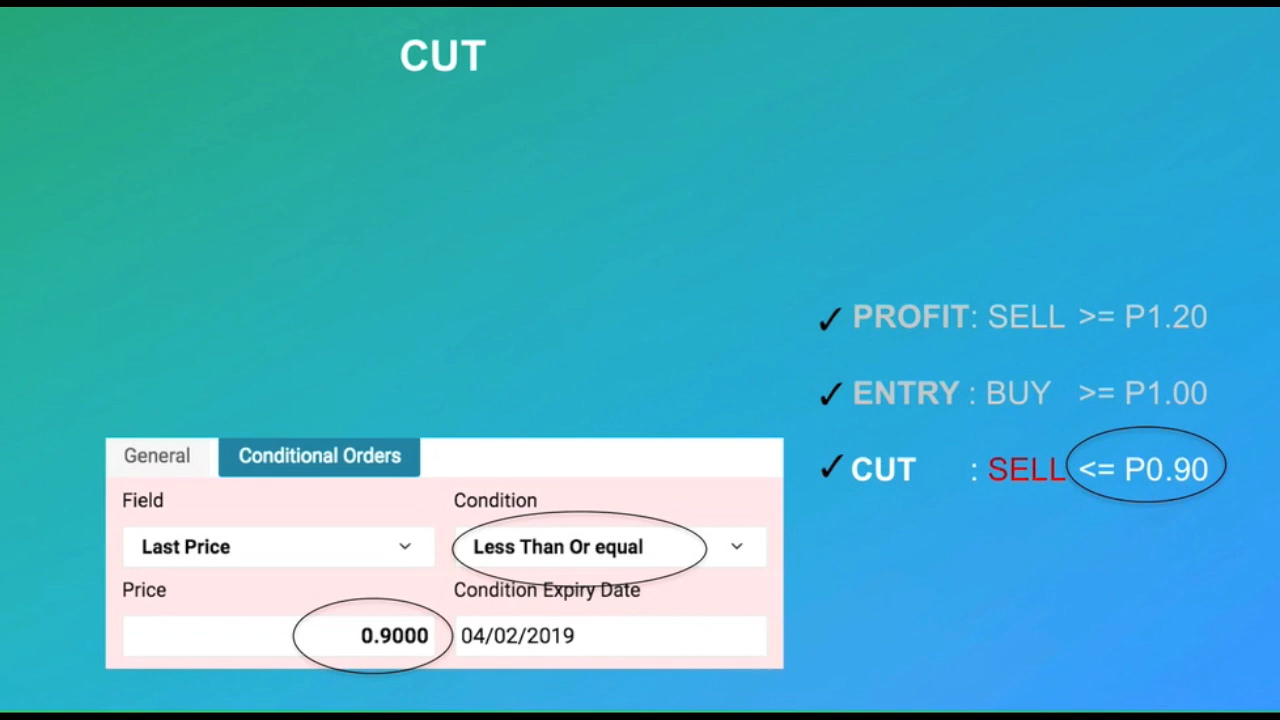 CUT
✓ PROFIT: SELL >= P1.20
✓ ENTRY : BUY >= P1.00
✓ CUT : SELL <= P0.90
General Conditional Orders
Field Condition
Last Price Less Than Or equal
Price Condition Expiry Date
0.9000 04/02/2019